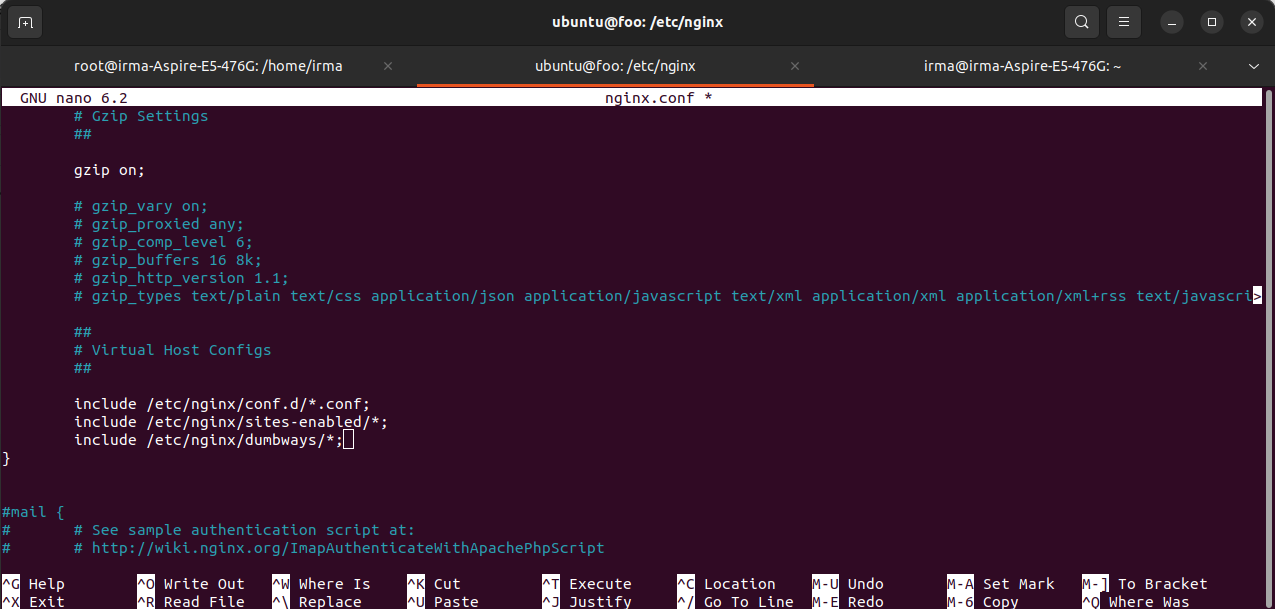 ubuntu@foo: /etc/nginx
root@irma-Aspire-E5-476G: /home/irma
ubuntu@foo: /etc/nginx
irma@irma-Aspire-E5-476G: ~
GNU nano 6.2 nginx.conf *
# Gzip Settings
##
gzip on;
# gzip_vary on;
# gzip_proxied any;
# gzip_comp_level 6;
# gzip_buffers 16 8k;
# gzip_http_version 1.1;
# gzip_types text/plain text/css application/json application/javascript text/xml application/xml application/xml+rss text/javascri>
##
# Virtual Host Configs
##
include /etc/nginx/conf.d/*.conf;
include /etc/nginx/sites-enabled/*;
include /etc/nginx/dumbways/*;
}
#mail {
# # See sample authentication script at:
# # http://wiki.nginx.org/ImapAuthenticateWithApachePhpScript
^G Help ^O Write Out ^W Where Is ^K Cut ^T Execute ^C Location M-U Undo M-A Set Mark M-] To Bracket
^X Exit ^R Read File ^\ Replace ^U Paste ^J Justify ^/ Go To Line M-E Redo M-6 Copy ^Q Where Was